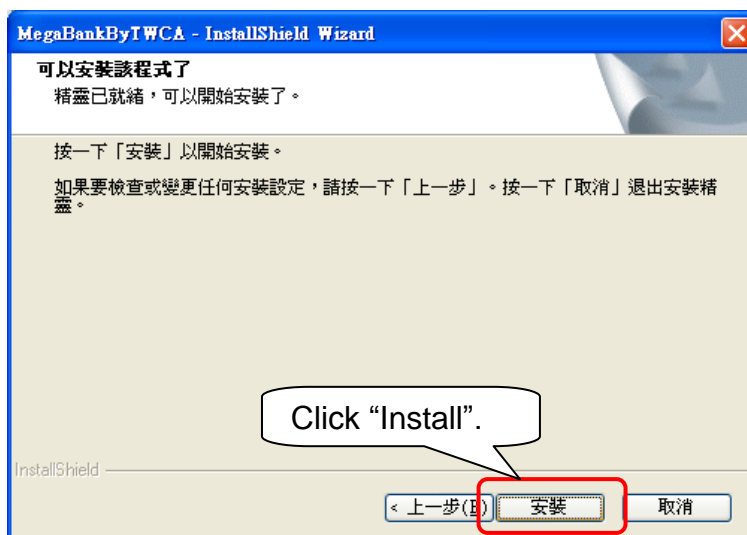 MegaBankByTWCA - InstallShield Wizard
可以安裝該程式了
精靈已就緒，可以開始安裝了。
按一下「安裝」以開始安裝。
如果要檢查或變更任何安裝設定，請按一下「上一步」。按一下「取消」退出安裝精
靈。
Click “Install”.
InstallShield
< 上一步(B) 安裝 取消